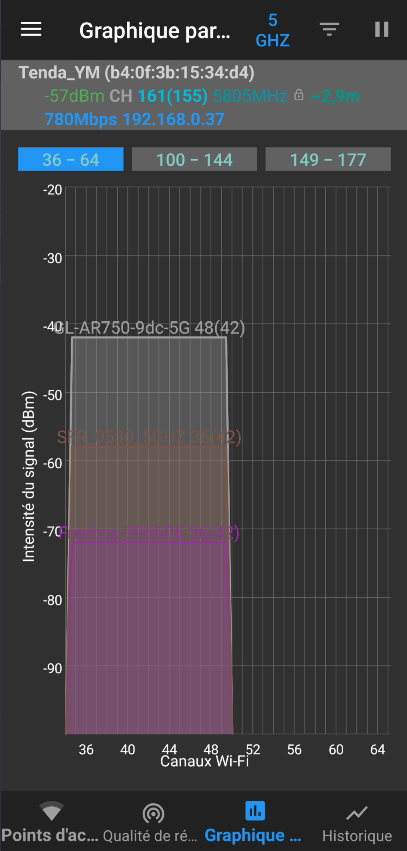 Graphique par...
5
GHZ
Tenda_YM (b4:0f:3b:15:34:d4)
-57dBm CH 161(155) 5805MHz ~2,9m
780Mbps 192.168.0.37
36 – 64
100 – 144
149 – 177
-20
-30
-40
GL-AR750-9dc-5G 48(42)
-50
-60
-70
-80
-90
Intensité du signal (dBm)
36 40 44 48 52 56 60 64
Canaux Wi-Fi
Points d'ac...
Qualité de ré...
Graphique ...
Historique